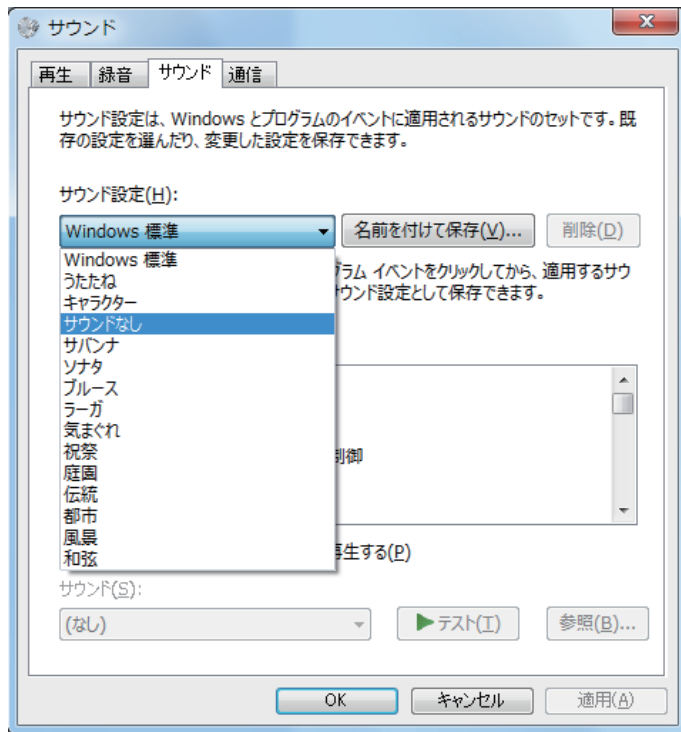 サウンド
再生 録音 サウンド 通信
サウンド設定は、Windows とプログラムのイベントに適用されるサウンドのセットです。既
存の設定を選んだり、変更した設定を保存できます。
サウンド設定(H):
Windows 標準 名前を付けて保存(V)... 削除(D)
Windows 標準
うたたね
キャラクター
サウンドなし
サバンナ
ソナタ
ブルース
ラーガ
気まぐれ
祝祭
庭園
伝統
都市
風景
和弦
グラム イベントをクリックしてから、適用するサウ
サウンド設定として保存できます。
制御
再生する(P)
サウンド(S):
(なし) テスト(T) 参照(B)...
OK キャンセル 適用(A)